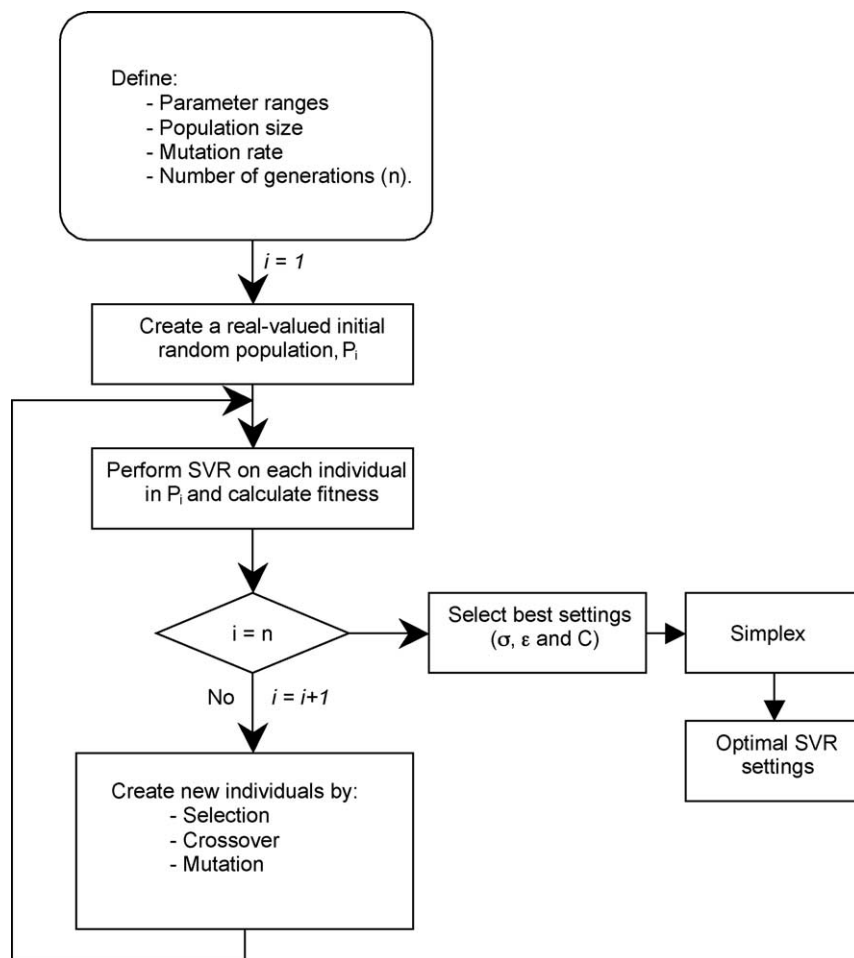 Define:
- Parameter ranges
- Population size
- Mutation rate
- Number of generations (n).
i = 1
Create a real-valued initial
random population, Pᵢ
Perform SVR on each individual
in Pᵢ and calculate fitness
i = n
Select best settings
(σ, ε and C)
Simplex
No i = i+1
Optimal SVR
settings
Create new individuals by:
- Selection
- Crossover
- Mutation